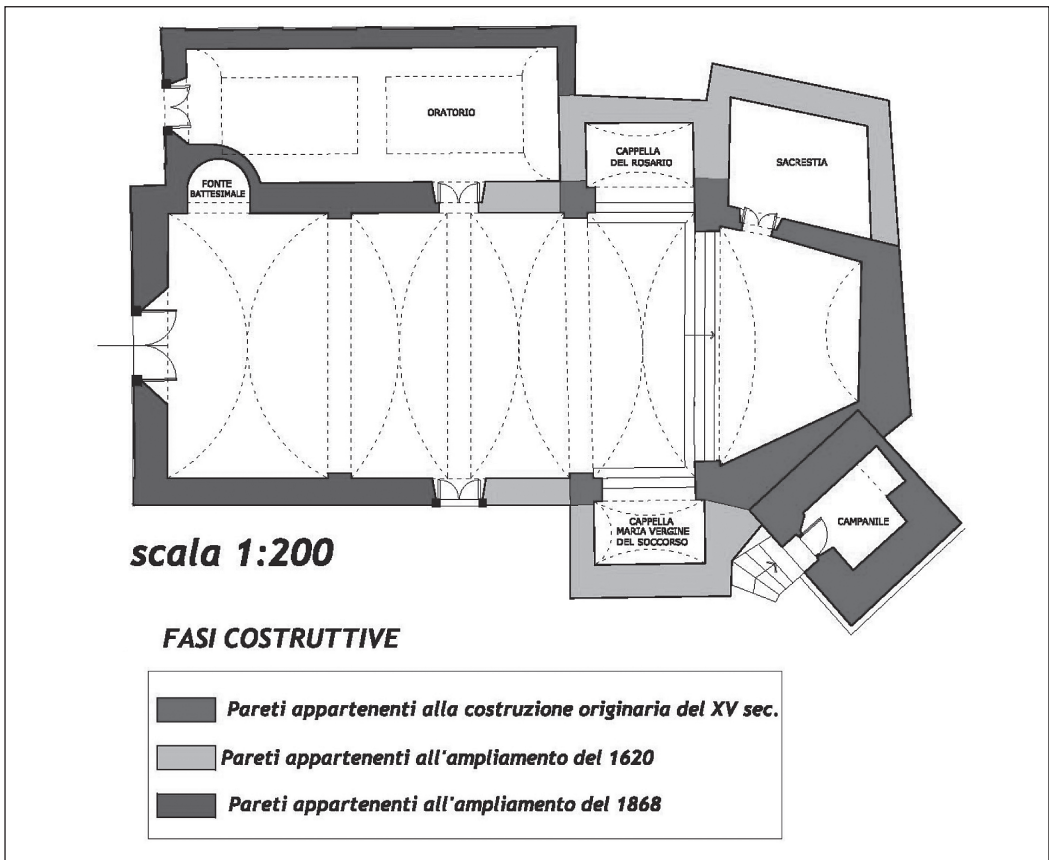 ORATORIO
CAPPELLA
DEL ROSARIO
SACRESTIA
FONTE
BATTESIMALE
CAPPELLA
MARIA VERGINE
DEL SOCCORSO
CAMPANILE
scala 1:200
FASI COSTRUTTIVE
Pareti appartenenti alla costruzione originaria del XV sec.
Pareti appartenenti all'ampliamento del 1620
Pareti appartenenti all'ampliamento del 1868